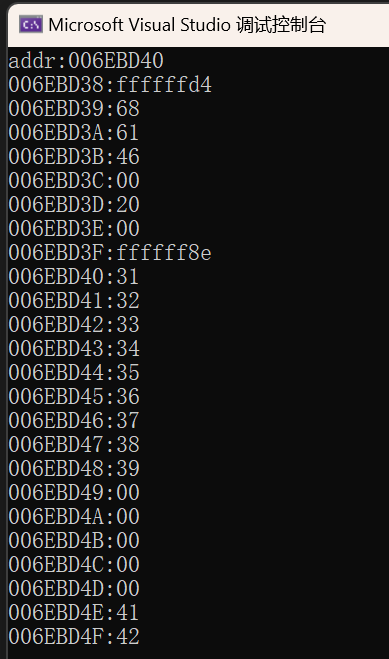 Microsoft Visual Studio 调试控制台
addr:006EBD40
006EBD38:ffffffd4
006EBD39:68
006EBD3A:61
006EBD3B:46
006EBD3C:00
006EBD3D:20
006EBD3E:00
006EBD3F:ffffff8e
006EBD40:31
006EBD41:32
006EBD42:33
006EBD43:34
006EBD44:35
006EBD45:36
006EBD46:37
006EBD47:38
006EBD48:39
006EBD49:00
006EBD4A:00
006EBD4B:00
006EBD4C:00
006EBD4D:00
006EBD4E:41
006EBD4F:42